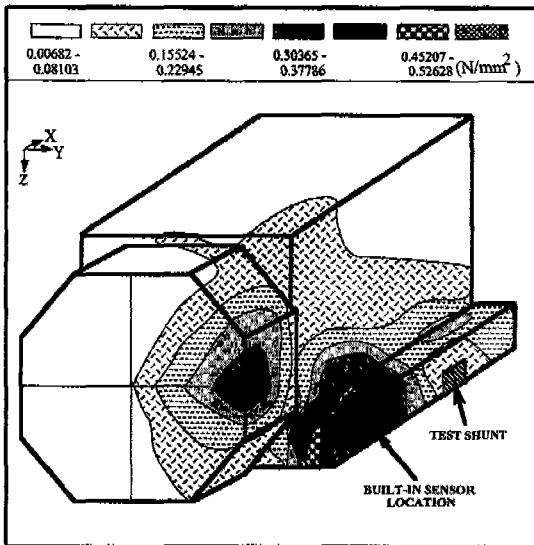 0.00682 - 0.15524 - 0.30365 - 0.45207 -
0.08103 0.22945 0.37786 0.52628 (N/mm²)
X
Y
Z
TEST SHUNT
BUILT-IN SENSOR
LOCATION